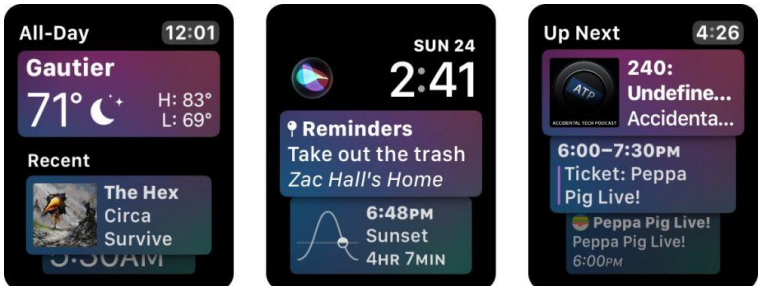 All-Day 12:01
Gautier
71° H: 83°
L: 69°
Recent
The Hex
Circa
Survive
5:30AM
SUN 24
2:41
Reminders
Take out the trash
Zac Hall's Home
6:48PM
Sunset
4HR 7MIN
Up Next 4:26
ATP
ACCIDENTAL TECH PODCAST
240:
Undefine...
Accidenta...
6:00–7:30PM
Ticket: Peppa
Pig Live!
Peppa Pig Live!
Peppa Pig Live!
6:00PM